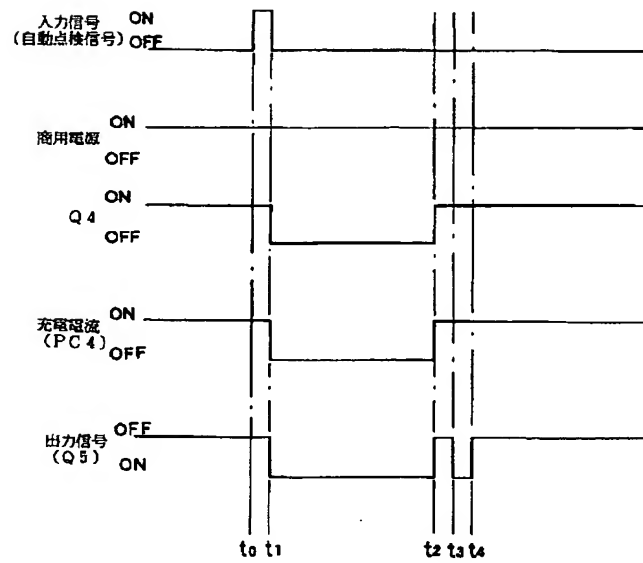 入力信号 ON
(自動点検信号) OFF
商用電源 ON
OFF
Q4 ON
OFF
充電電流 ON
(PC4) OFF
出力信号 OFF
(Q5) ON
t0 t1 t2 t3 t4